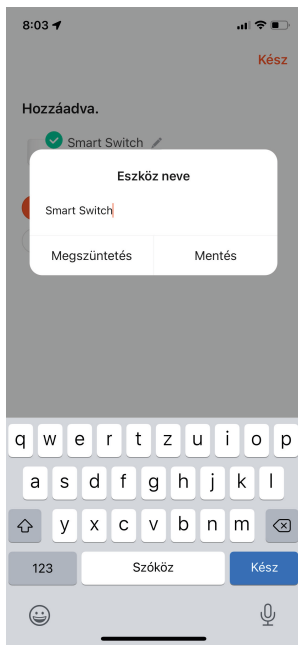 8:03
Kész
Hozzáadva.
Smart Switch
Eszköz neve
Smart Switch
Megszüntetés Mentés
q w e r t z u i o p
a s d f g h j k l
y x c v b n m
123 Szóköz Kész